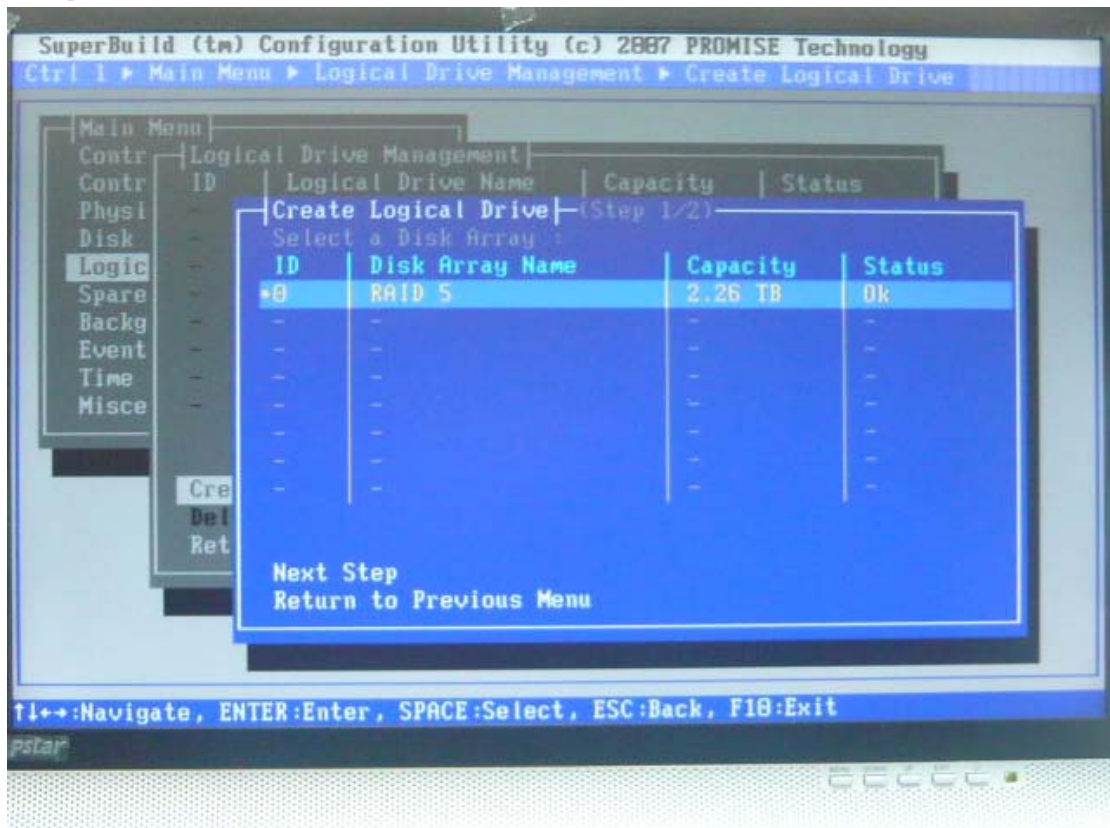 SuperBuild (tm) Configuration Utility (c) 2007 PROMISE Technology
Ctrl 1 ▶ Main Menu ▶ Logical Drive Management ▶ Create Logical Drive
Main Menu
Contr
Logical Drive Management
Contr
ID | Logical Drive Name | Capacity | Status
Physi
Create Logical Drive (Step 1/2)
Disk
Select a Disk Array :
Logic
ID | Disk Array Name | Capacity | Status
Spare
*0 | RAID 5 | 2.26 TB | Ok
Backg
Event
Time
Misce
Cre
Del
Ret
Next Step
Return to Previous Menu
↑↓←→:Navigate, ENTER:Enter, SPACE:Select, ESC:Back, F10:Exit